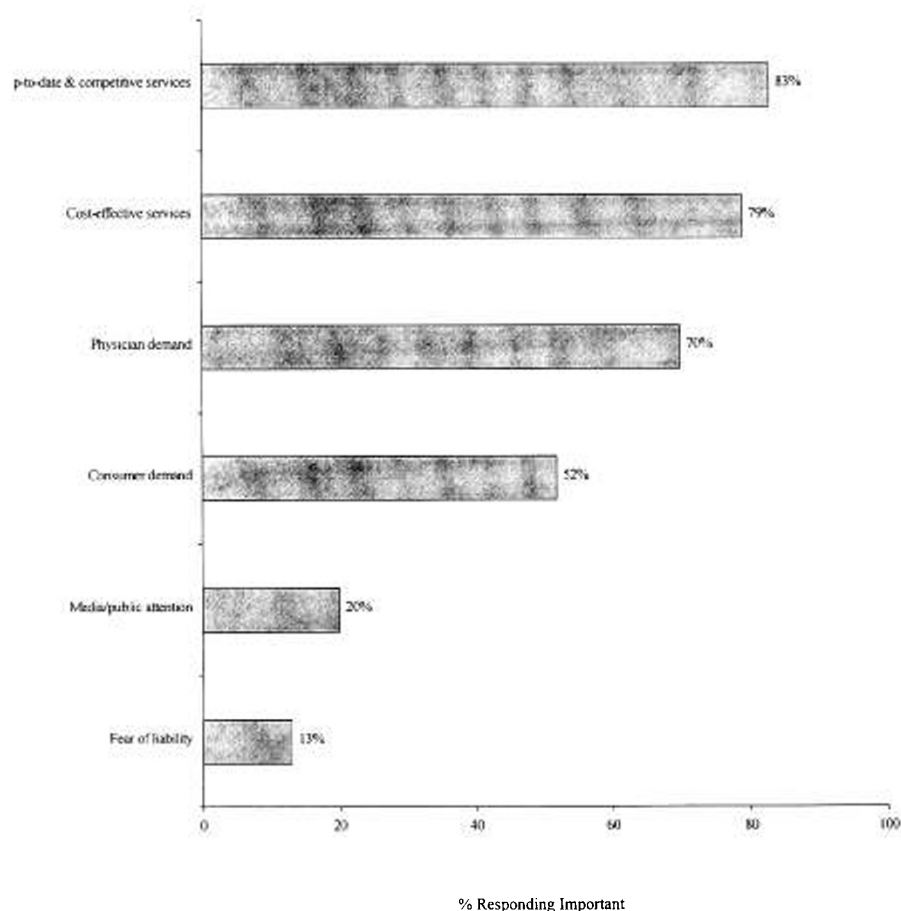 p-to-date & competitive services
83%
Cost-effective services
79%
Physician demand
70%
Consumer demand
52%
Media/public attention
20%
Fear of liability
13%
0 20 40 60 80 100
% Responding Important